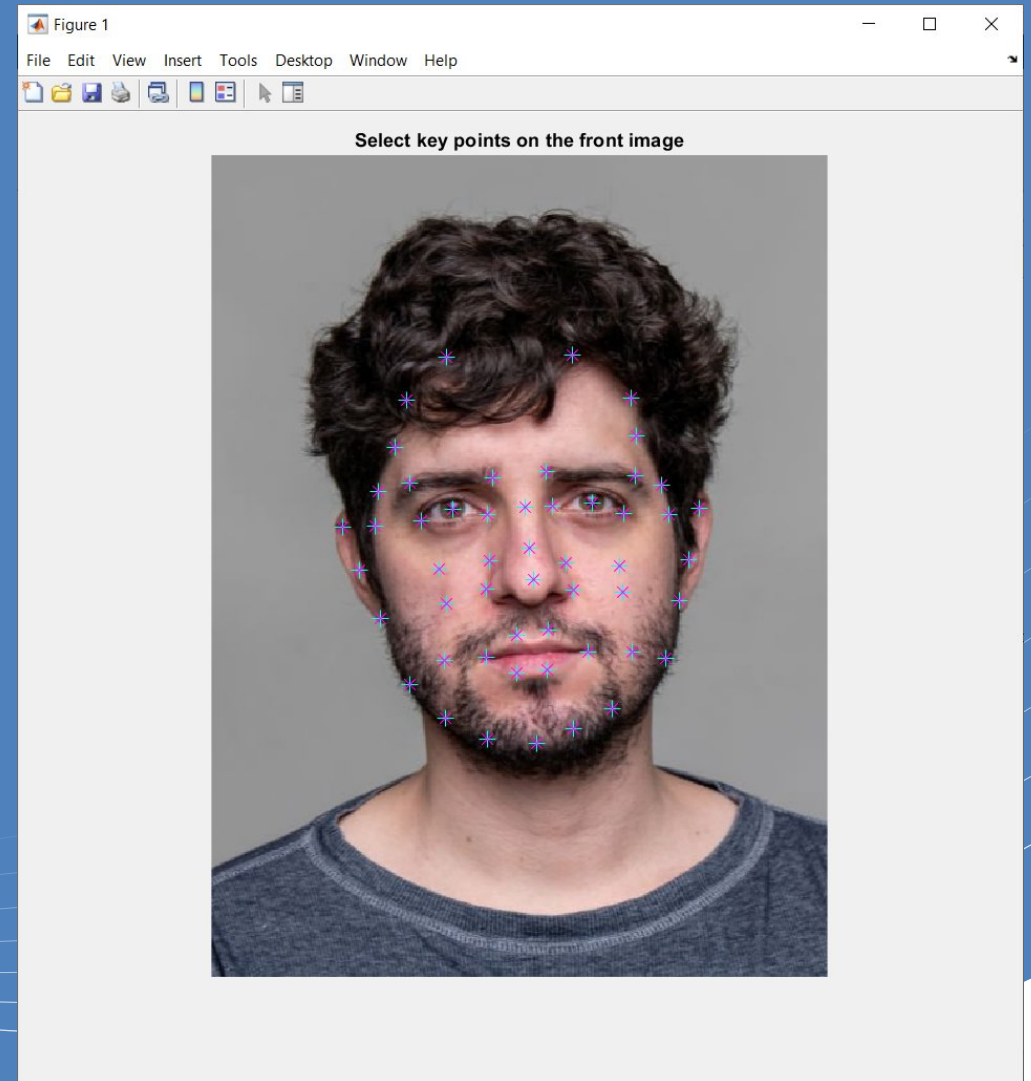 Figure 1
File Edit View Insert Tools Desktop Window Help
Select key points on the front image